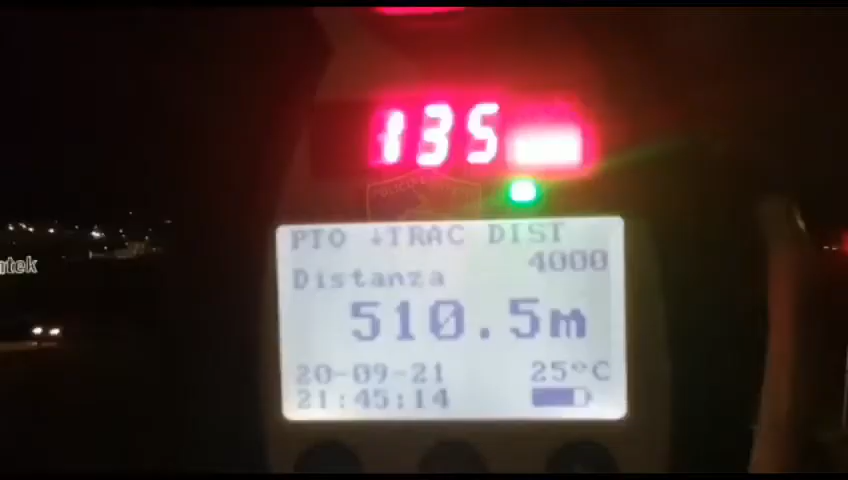 135
PTO ↓TRAC DIST
4000
Distanza
510.5m
20-09-21 25°C
21:45:14